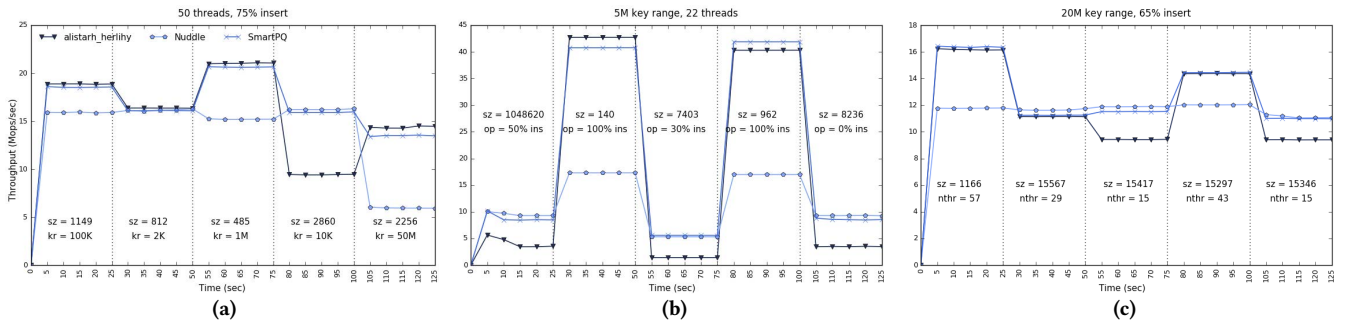 50 threads, 75% insert
alistarh_herlihy Nuddle SmartPQ
Throughput (Mops/sec)
25
20
15
10
5
0
sz = 1149 sz = 812 sz = 485 sz = 2860 sz = 2256
kr = 100K kr = 2K kr = 1M kr = 10K kr = 50M
0 5 10 15 20 25 30 35 40 45 50 55 60 65 70 75 80 85 90 95 100 105 110 115 120 125
Time (sec)
(a)
5M key range, 22 threads
45
40
35
30
25
20
15
10
5
0
sz = 1048620 sz = 140 sz = 7403 sz = 962 sz = 8236
op = 50% ins op = 100% ins op = 30% ins op = 100% ins op = 0% ins
0 5 10 15 20 25 30 35 40 45 50 55 60 65 70 75 80 85 90 95 100 105 110 115 120 125
Time (sec)
(b)
20M key range, 65% insert
18
16
14
12
10
8
6
4
2
0
sz = 1166 sz = 15567 sz = 15417 sz = 15297 sz = 15346
nthr = 57 nthr = 29 nthr = 15 nthr = 43 nthr = 15
0 5 10 15 20 25 30 35 40 45 50 55 60 65 70 75 80 85 90 95 100 105 110 115 120 125
Time (sec)
(c)